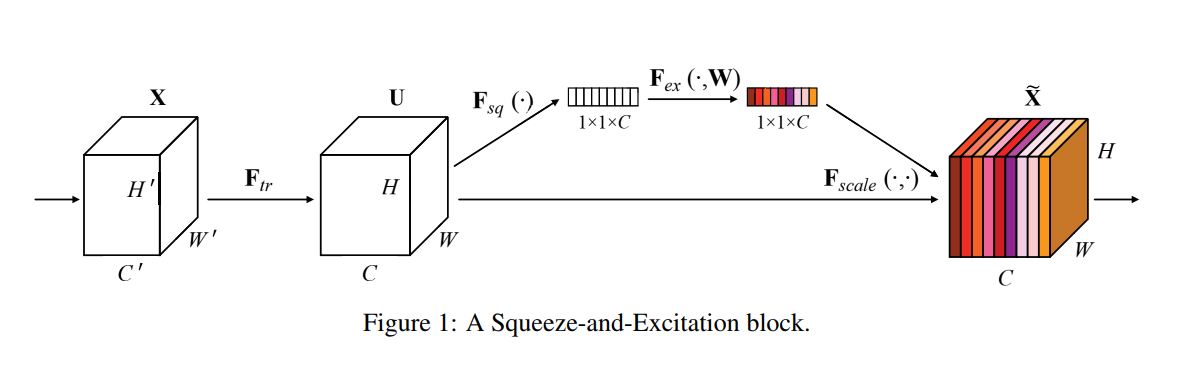 X
H′
W′
C′
F_tr
U
H
W
C
F_sq (·)
1×1×C
F_ex (·,W)
1×1×C
F_scale (·,·)
X̃
H
W
C
Figure 1: A Squeeze-and-Excitation block.